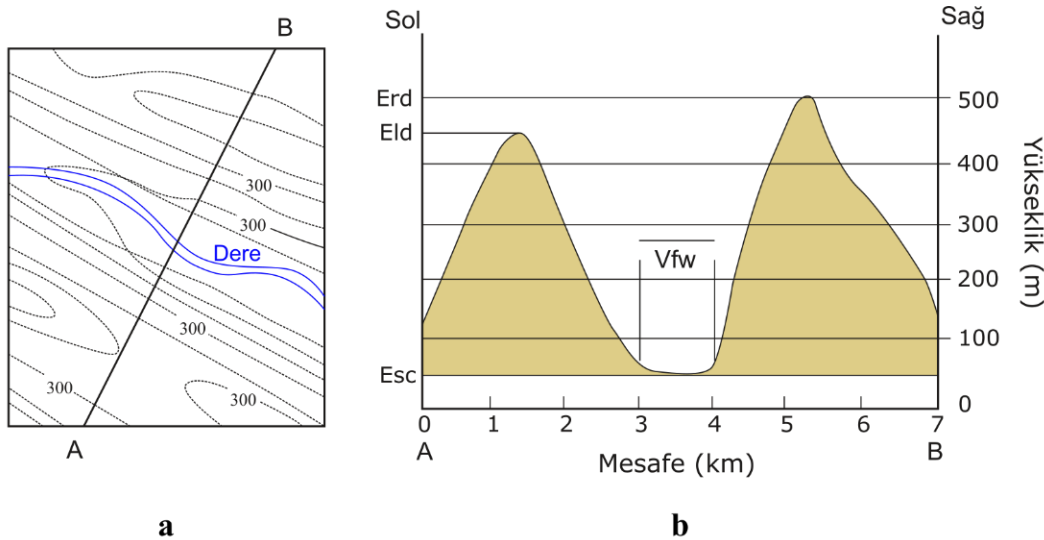 B
300
300
Dere
300
300
300
A
a
Sol
Sağ
Erd
500
Eld
400
300
Vfw
200
100
Esc
0
0 1 2 3 4 5 6 7
A
B
Mesafe (km)
Yükseklik (m)
b